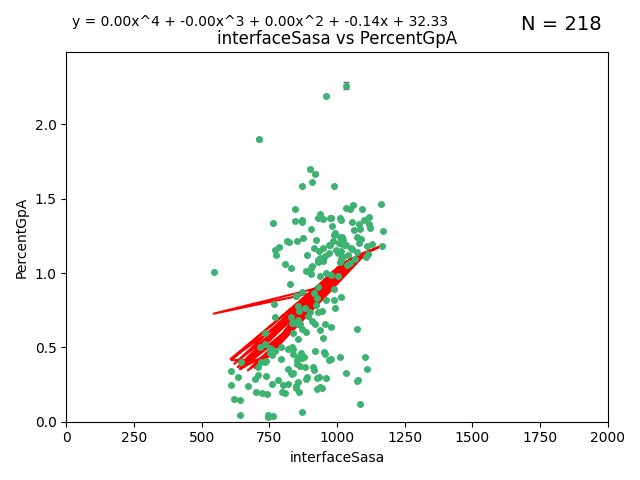 y = 0.00x^4 + -0.00x^3 + 0.00x^2 + -0.14x + 32.33
N = 218
interfaceSasa vs PercentGpA
PercentGpA
2.0
1.5
1.0
0.5
0.0
0 250 500 750 1000 1250 1500 1750 2000
interfaceSasa